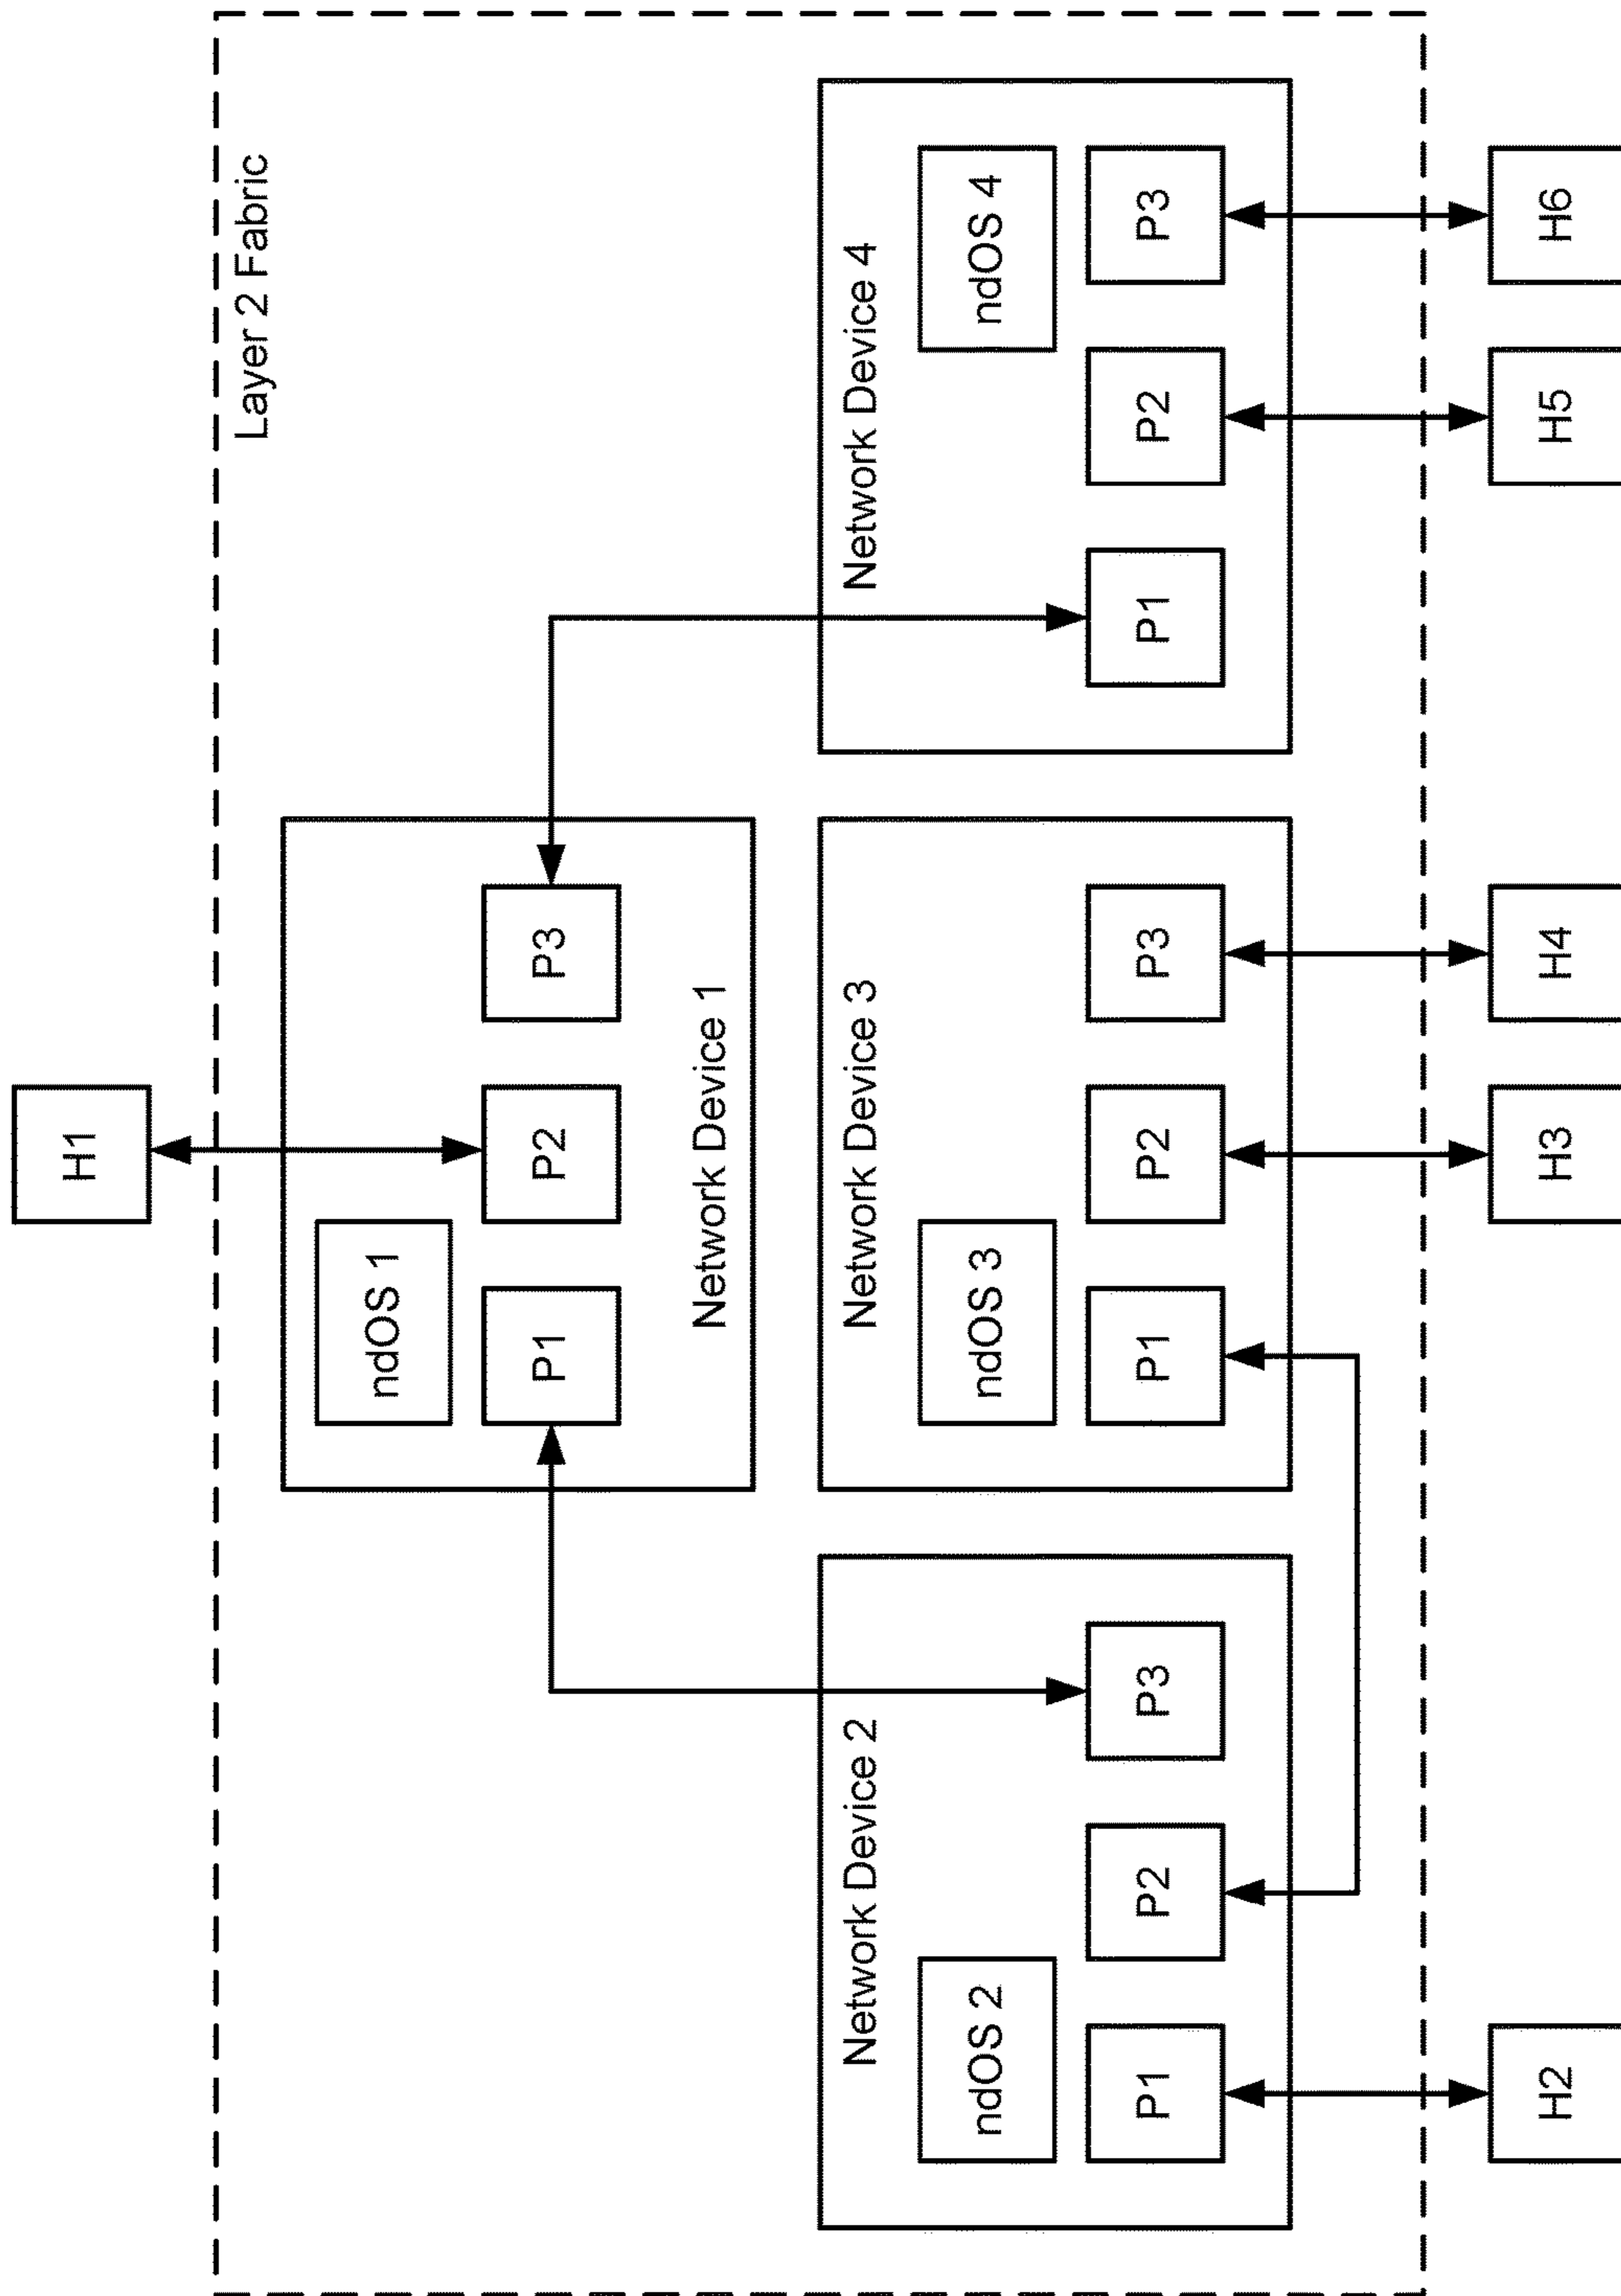 H1
Layer 2 Fabric
ndOS 1
P1
P2
P3
Network Device 1
Network Device 2
ndOS 2
P1
P2
P3
Network Device 3
ndOS 3
P1
P2
P3
Network Device 4
ndOS 4
P1
P2
P3
H2
H3
H4
H5
H6